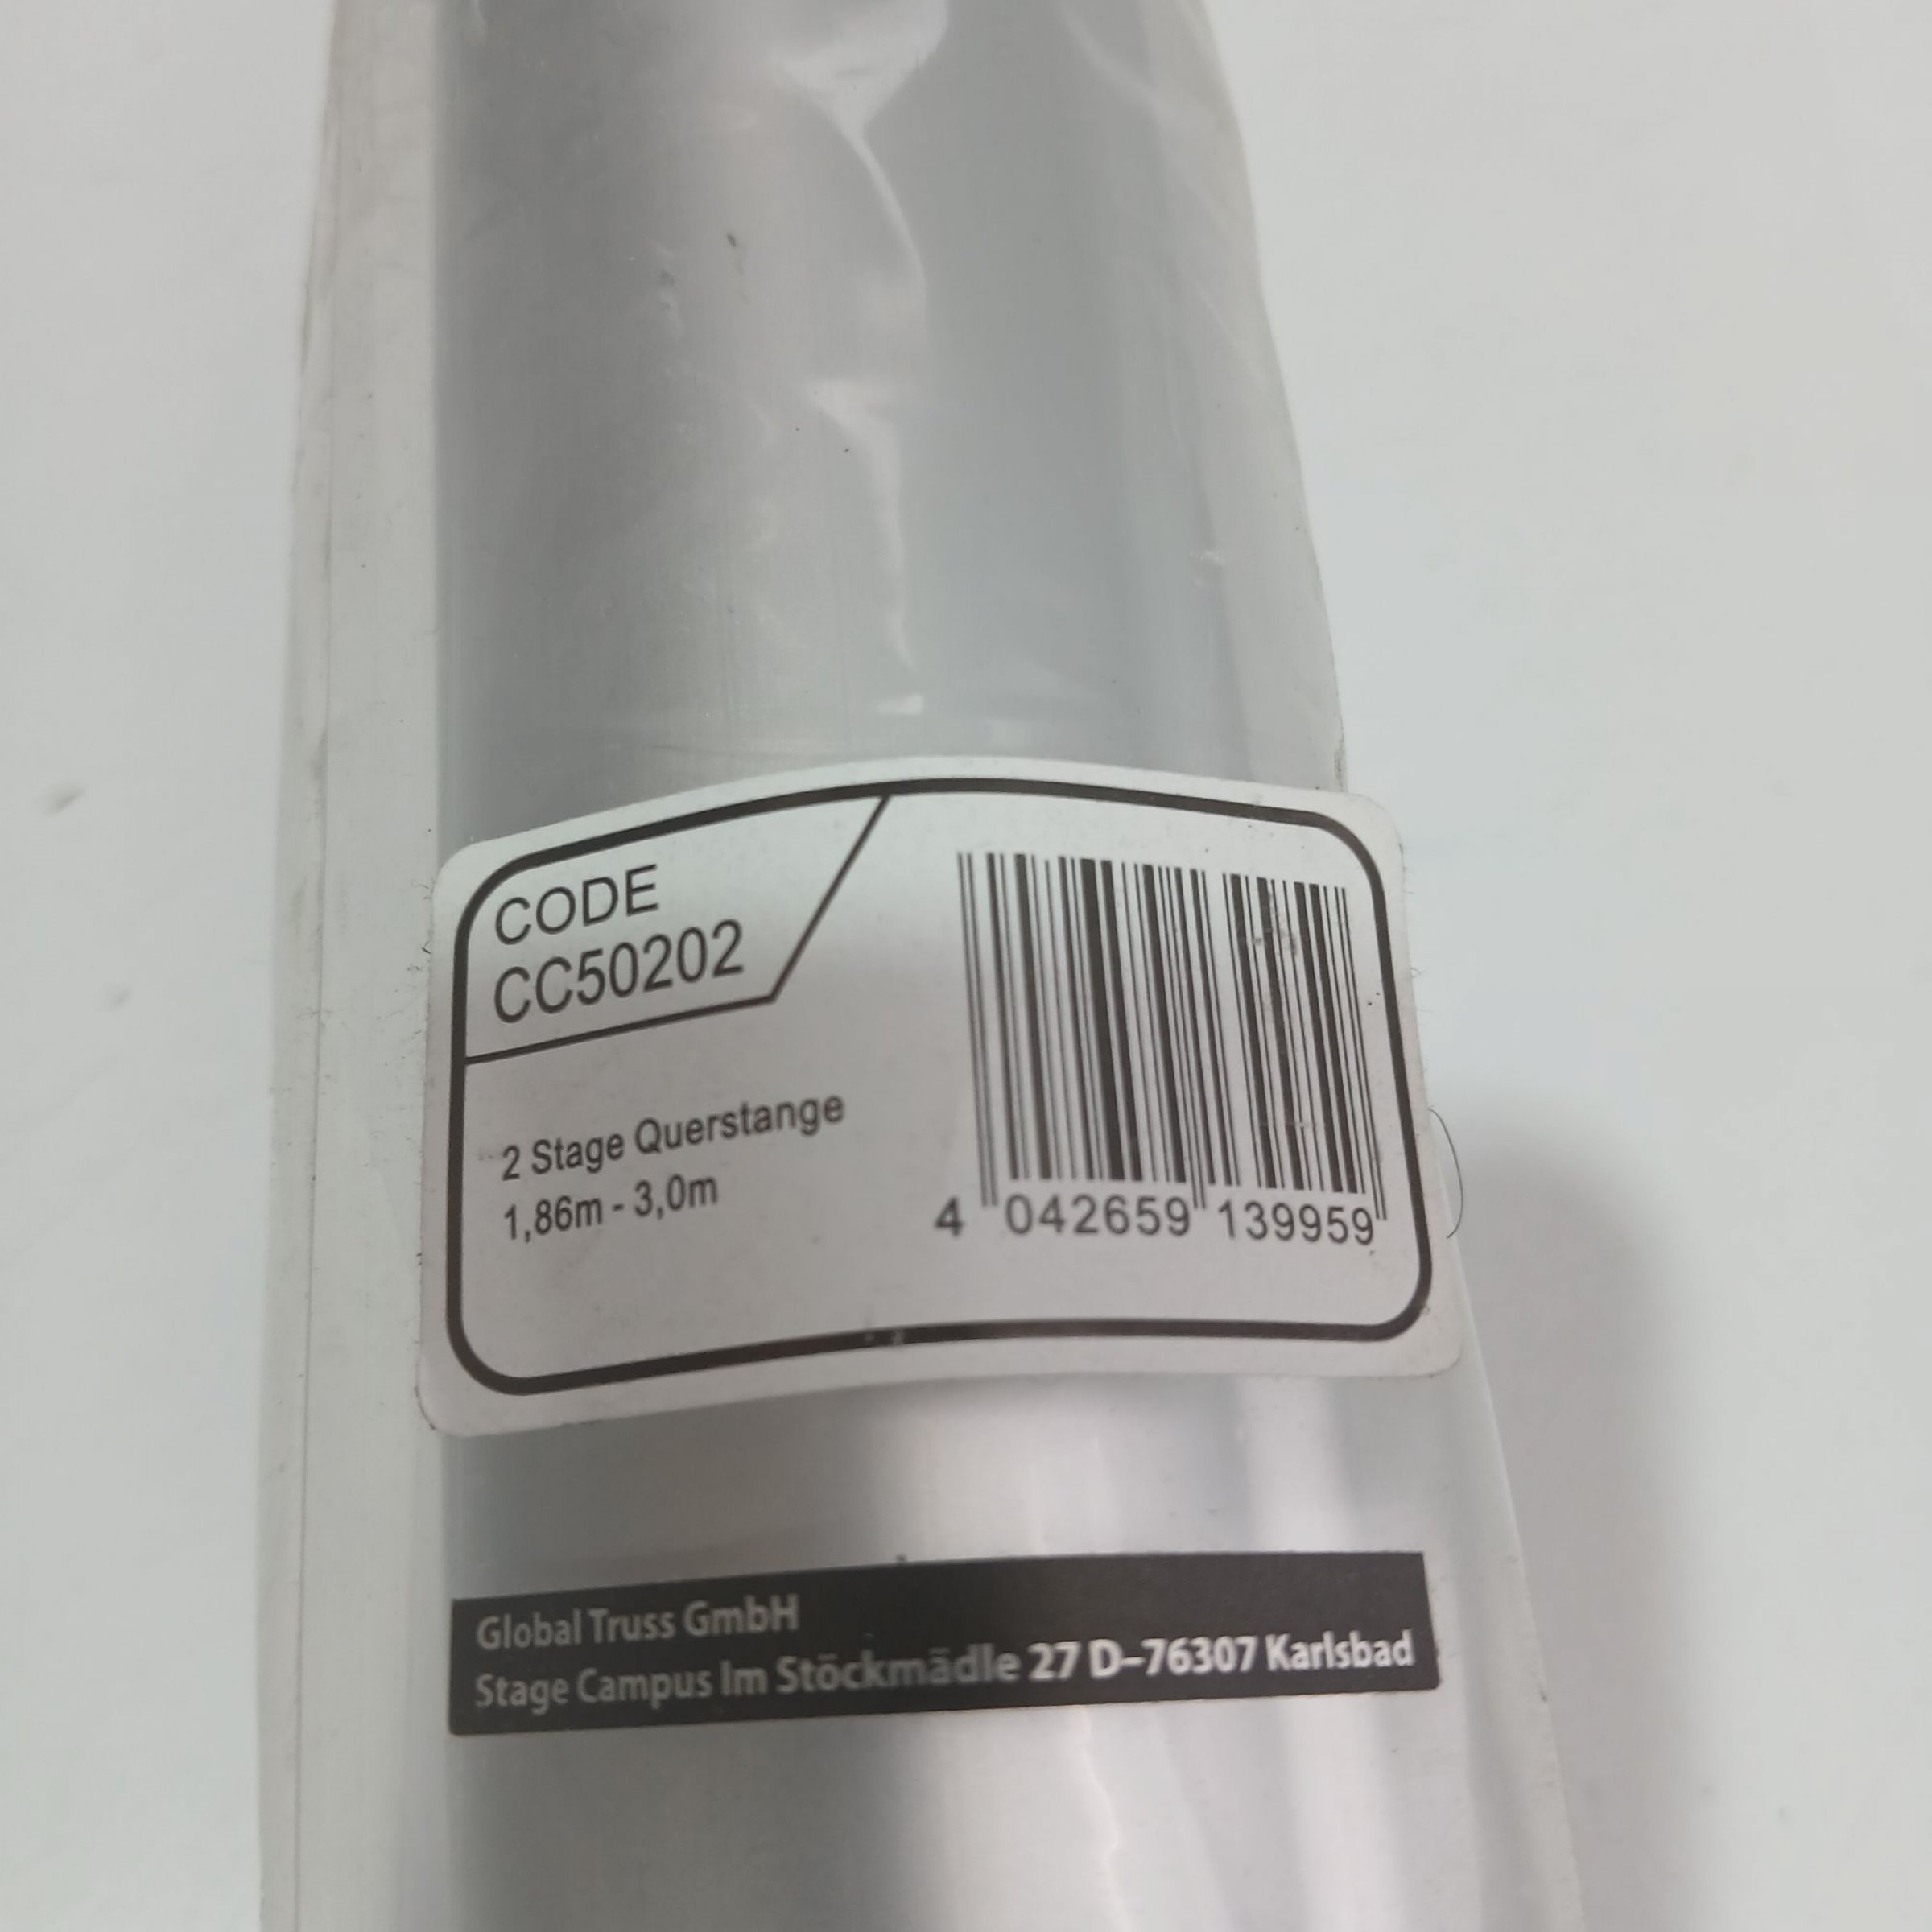 CODE
CC50202
2 Stage Querstange
1,86m - 3,0m
4 042659 139959
Global Truss GmbH
Stage Campus Im Stöckmädle 27 D–76307 Karlsbad